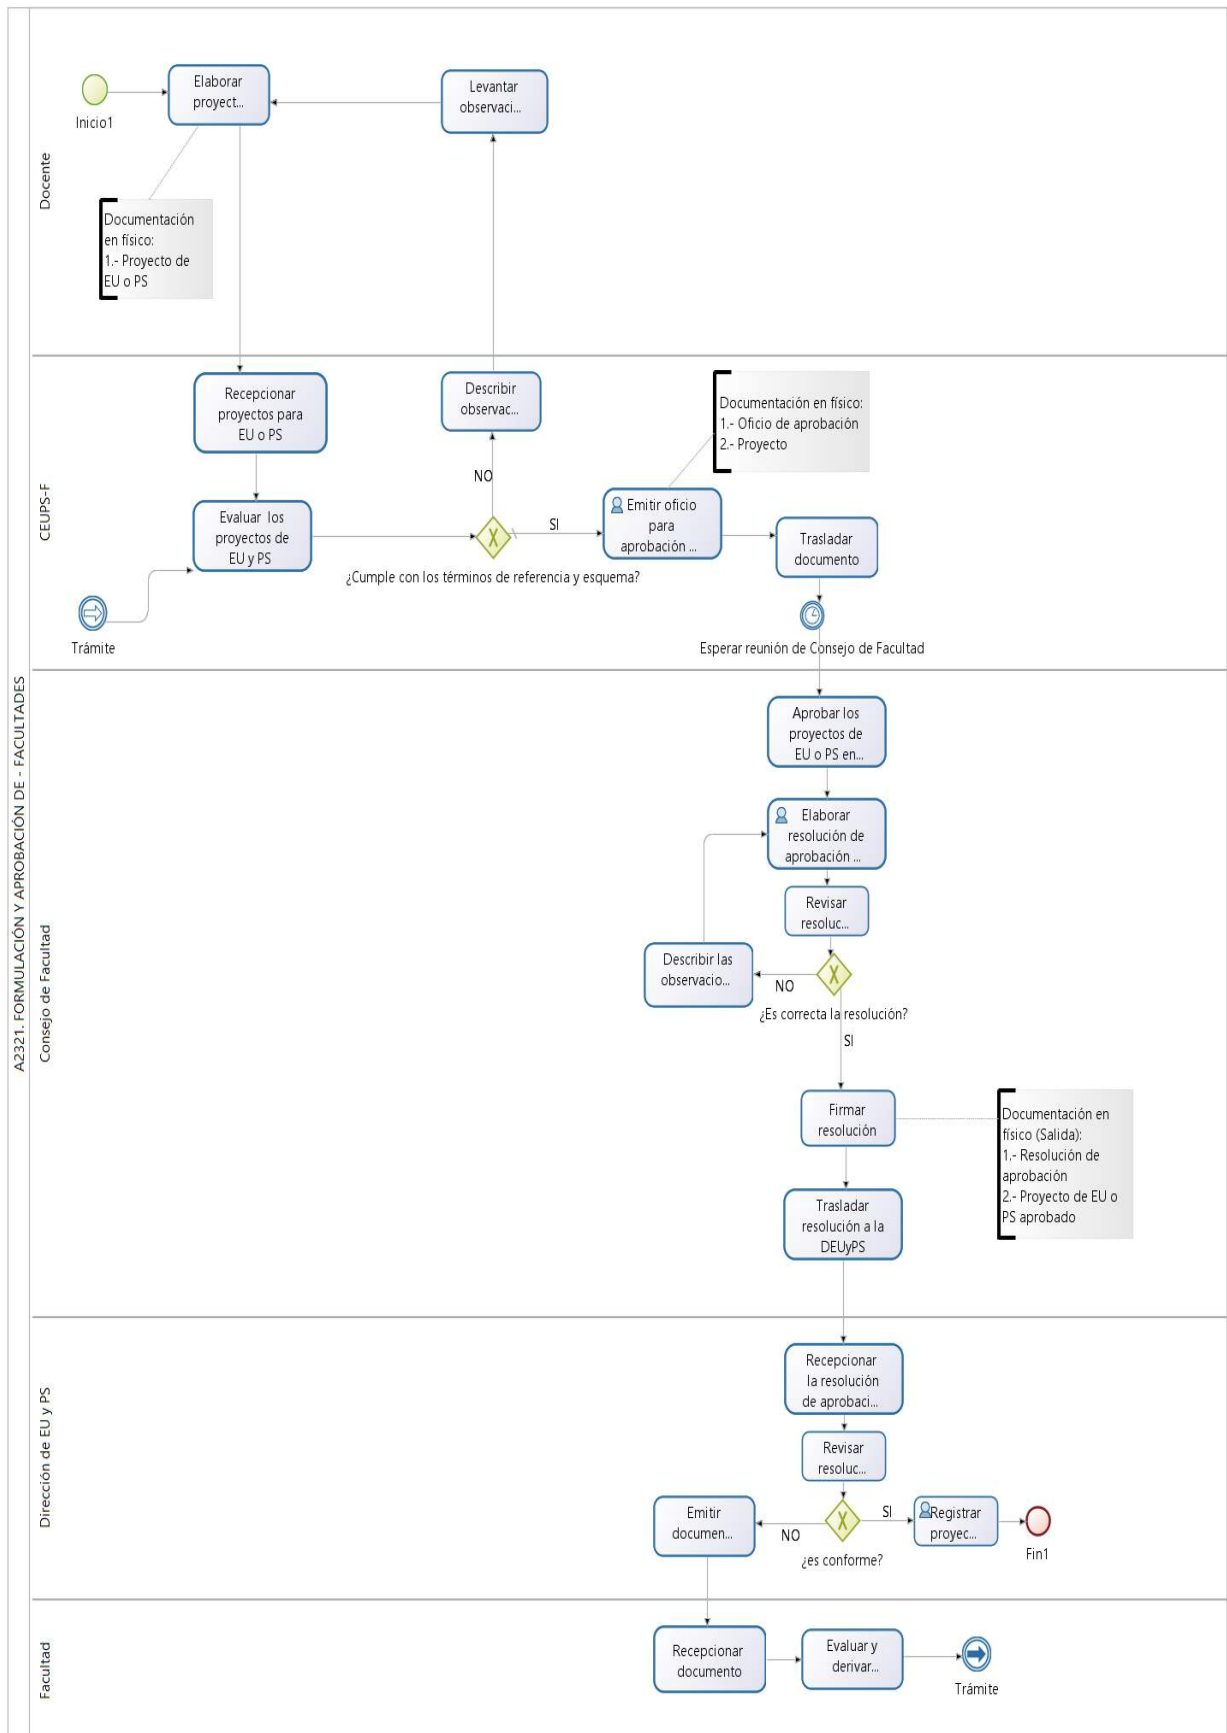 A2321. FORMULACIÓN Y APROBACIÓN DE - FACULTADES
Docente
Inicio1
Elaborar
proyect...
Levantar
observaci...
Documentación
en físico:
1.- Proyecto de
EU o PS
CEUPS-F
Recepcionar
proyectos para
EU o PS
Describir
observac...
Documentación en físico:
1.- Oficio de aprobación
2.- Proyecto
NO
Evaluar los
proyectos de
EU y PS
SI
Emitir oficio
para
aprobación ...
Trasladar
documento
¿Cumple con los términos de referencia y esquema?
Trámite
Esperar reunión de Consejo de Facultad
Consejo de Facultad
Aprobar los
proyectos de
EU o PS en...
Elaborar
resolución de
aprobación ...
Revisar
resoluc...
Describir las
observacio...
NO
¿Es correcta la resolución?
SI
Firmar
resolución
Documentación en
físico (Salida):
1.- Resolución de
aprobación
2.- Proyecto de EU o
PS aprobado
Trasladar
resolución a la
DEUyPS
Dirección de EU y PS
Recepcionar
la resolución
de aprobaci...
Revisar
resoluc...
Emitir
documen...
NO
SI
Registrar
proyec...
¿es conforme?
Fin1
Facultad
Recepcionar
documento
Evaluar y
derivar...
Trámite